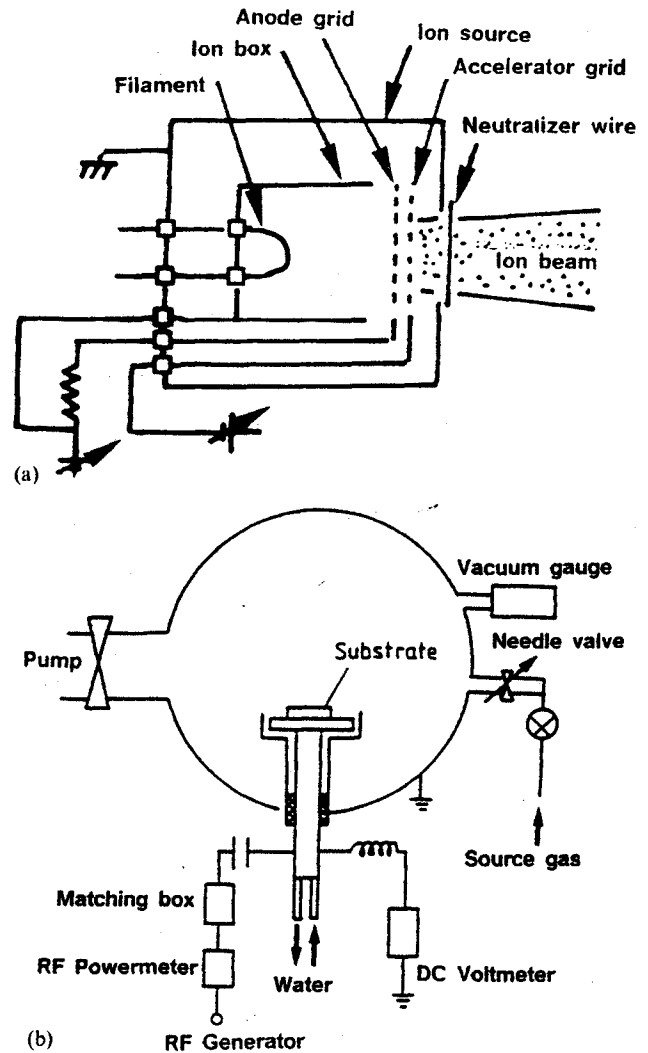 Anode grid
Ion box
Ion source
Filament
Accelerator grid
Neutralizer wire
Ion beam
(a)
Vacuum gauge
Needle valve
Substrate
Pump
Source gas
Matching box
RF Powermeter
Water
DC Voltmeter
(b)
RF Generator